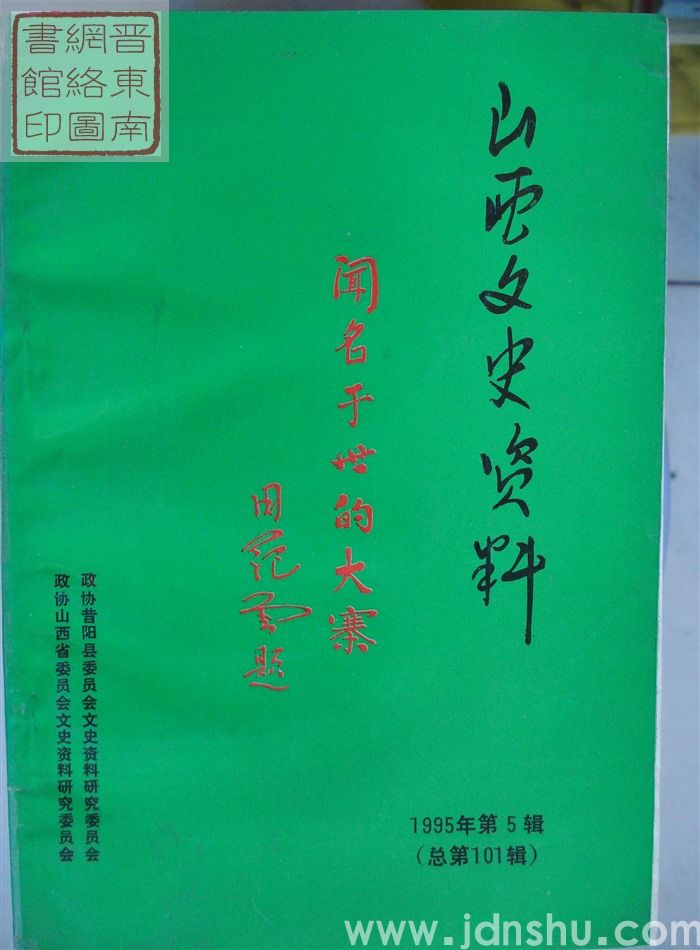 晋東南
網絡圖
書館印
山西文史资料
闻名于世的大寨
题
政协昔阳县委员会文史资料研究委员会
政协山西省委员会文史资料研究委员会
1995年第5辑
(总第101辑)
www.jdnshu.com